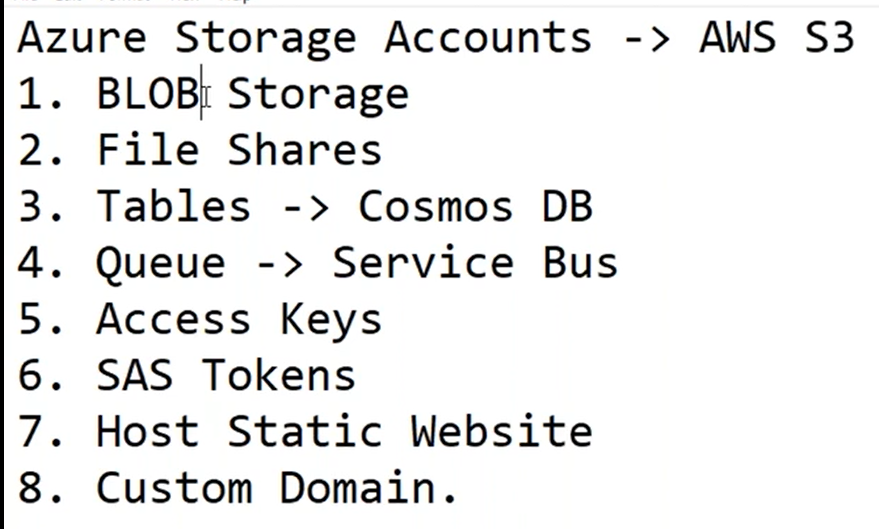 Azure Storage Accounts -> AWS S3
1. BLOB Storage
2. File Shares
3. Tables -> Cosmos DB
4. Queue -> Service Bus
5. Access Keys
6. SAS Tokens
7. Host Static Website
8. Custom Domain.